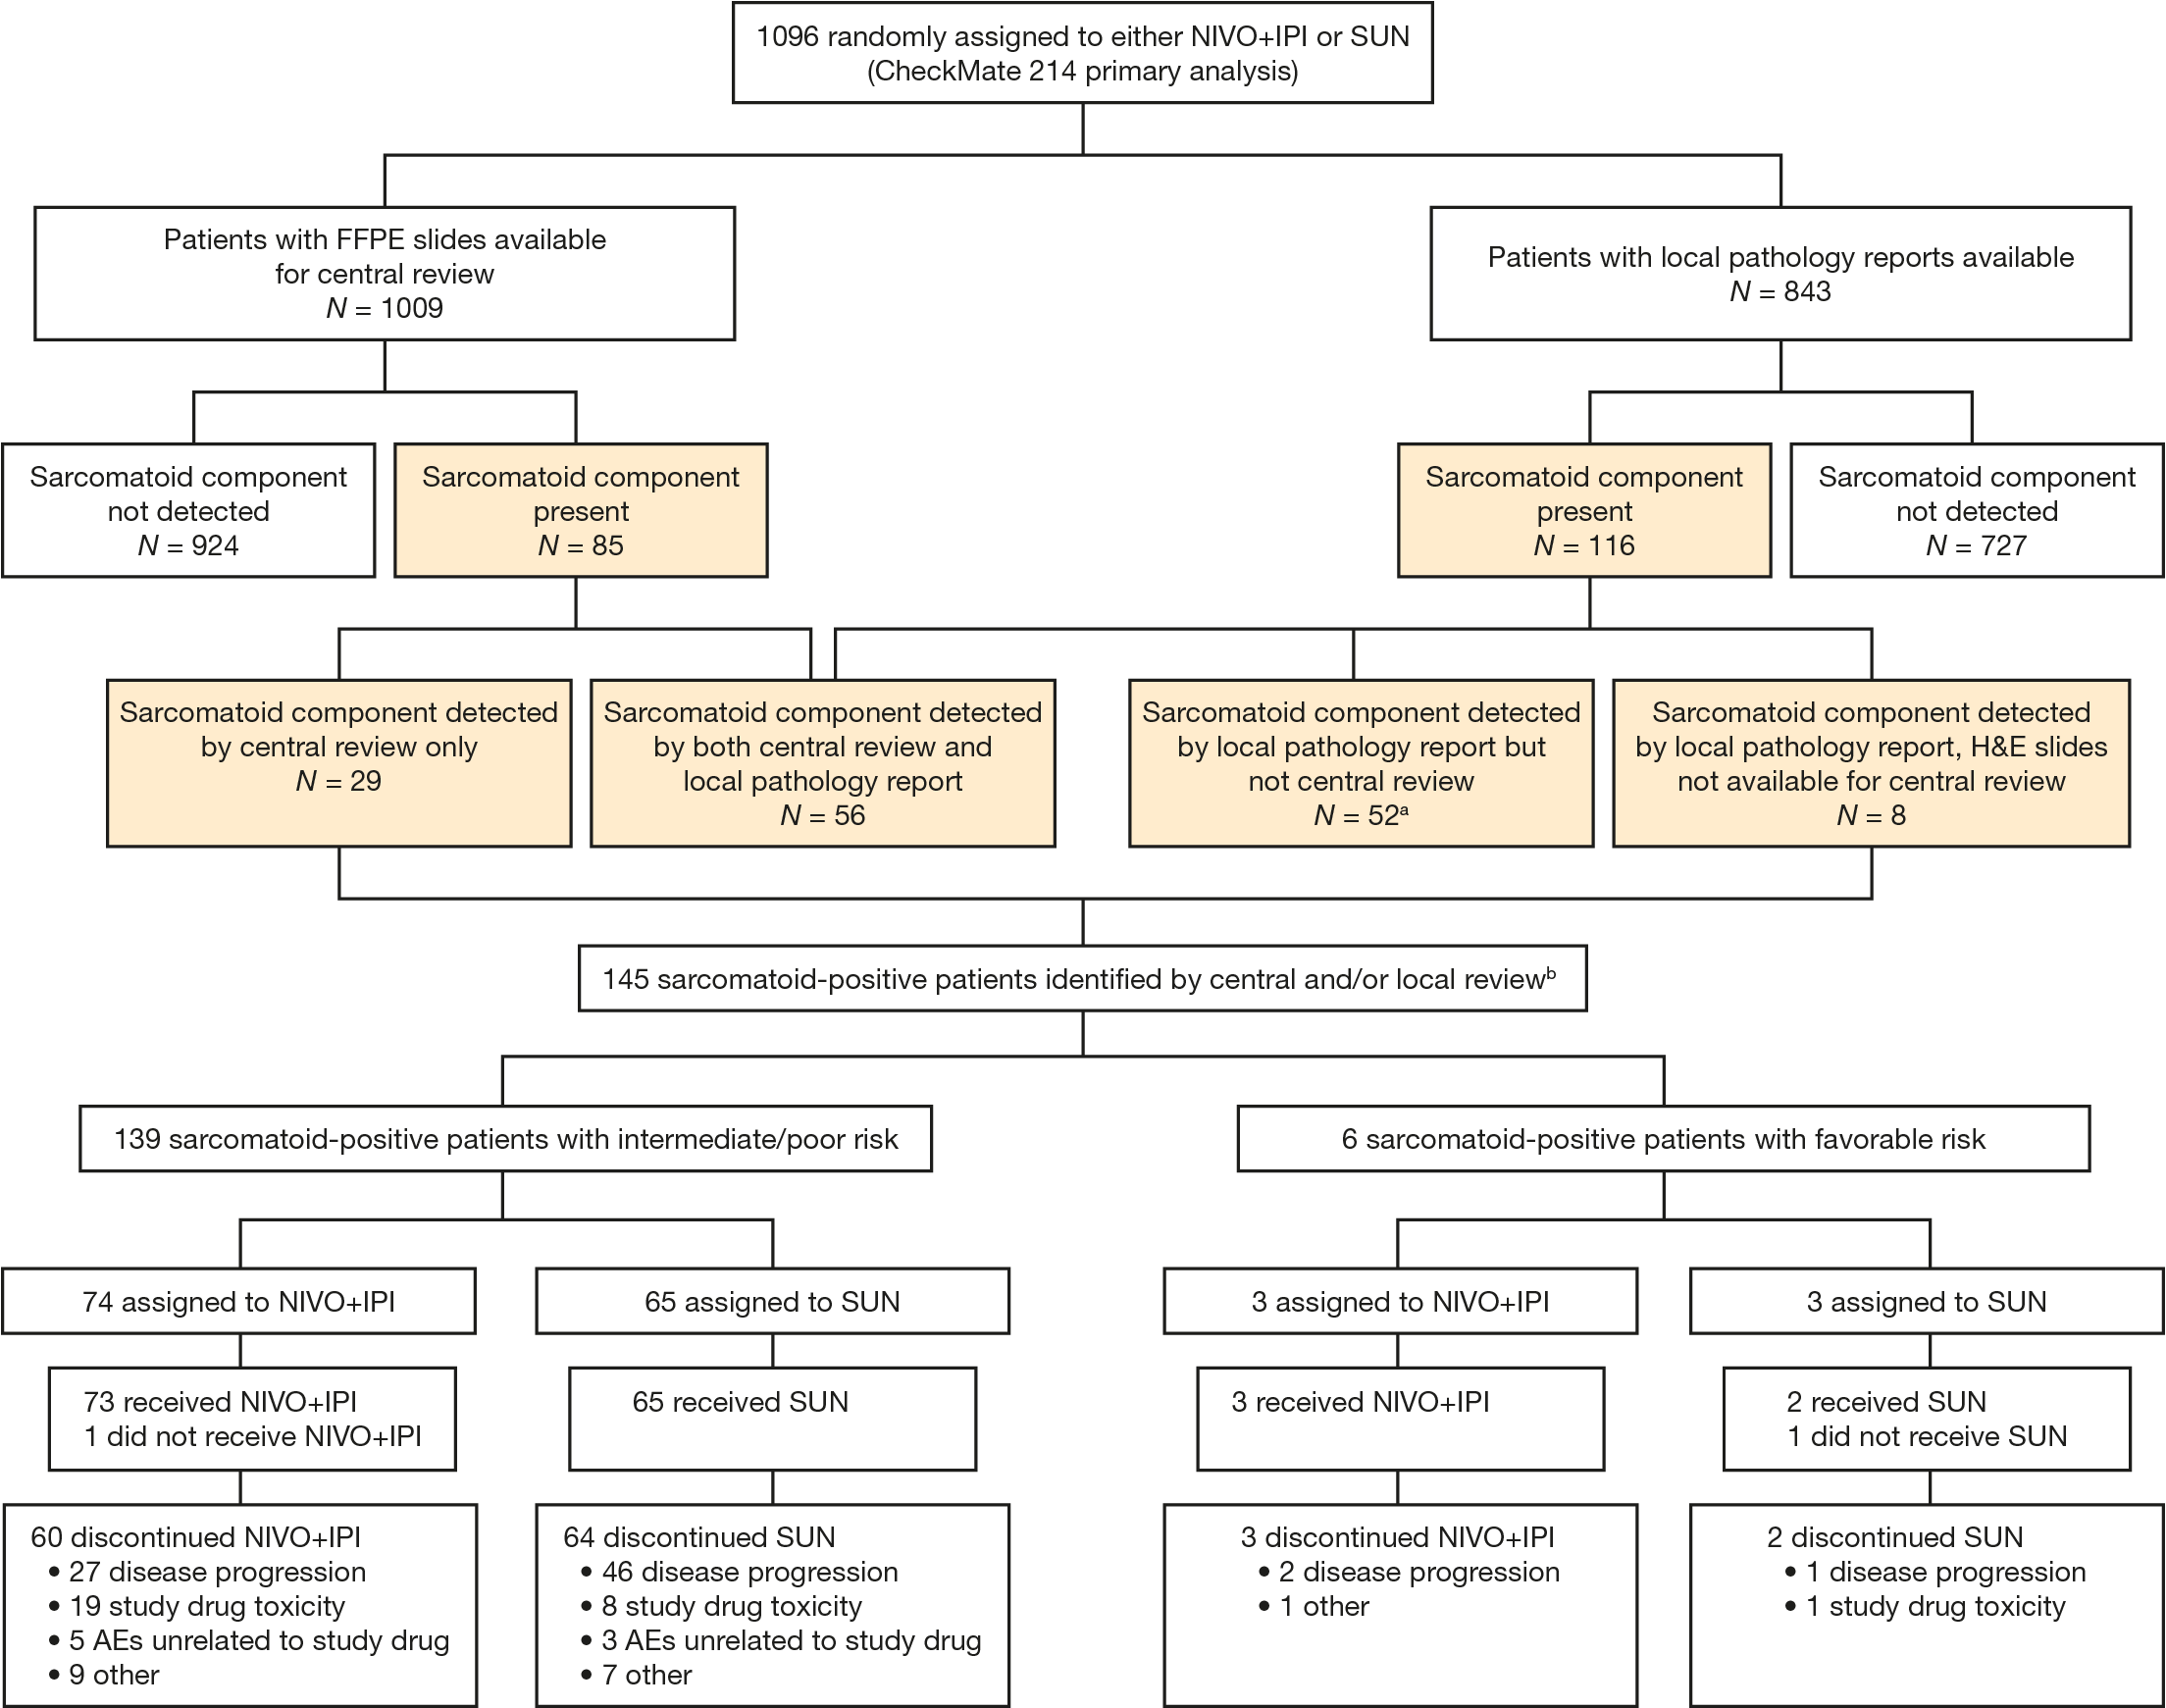 1096 randomly assigned to either NIVO+IPI or SUN
(CheckMate 214 primary analysis)
Patients with FFPE slides available
for central review
N = 1009
Patients with local pathology reports available
N = 843
Sarcomatoid component
not detected
N = 924
Sarcomatoid component
present
N = 85
Sarcomatoid component
present
N = 116
Sarcomatoid component
not detected
N = 727
Sarcomatoid component detected
by central review only
N = 29
Sarcomatoid component detected
by both central review and
local pathology report
N = 56
Sarcomatoid component detected
by local pathology report but
not central review
N = 52ᵃ
Sarcomatoid component detected
by local pathology report, H&E slides
not available for central review
N = 8
145 sarcomatoid-positive patients identified by central and/or local reviewᵇ
139 sarcomatoid-positive patients with intermediate/poor risk
6 sarcomatoid-positive patients with favorable risk
74 assigned to NIVO+IPI
65 assigned to SUN
3 assigned to NIVO+IPI
3 assigned to SUN
73 received NIVO+IPI
1 did not receive NIVO+IPI
65 received SUN
3 received NIVO+IPI
2 received SUN
1 did not receive SUN
60 discontinued NIVO+IPI
• 27 disease progression
• 19 study drug toxicity
• 5 AEs unrelated to study drug
• 9 other
64 discontinued SUN
• 46 disease progression
• 8 study drug toxicity
• 3 AEs unrelated to study drug
• 7 other
3 discontinued NIVO+IPI
• 2 disease progression
• 1 other
2 discontinued SUN
• 1 disease progression
• 1 study drug toxicity